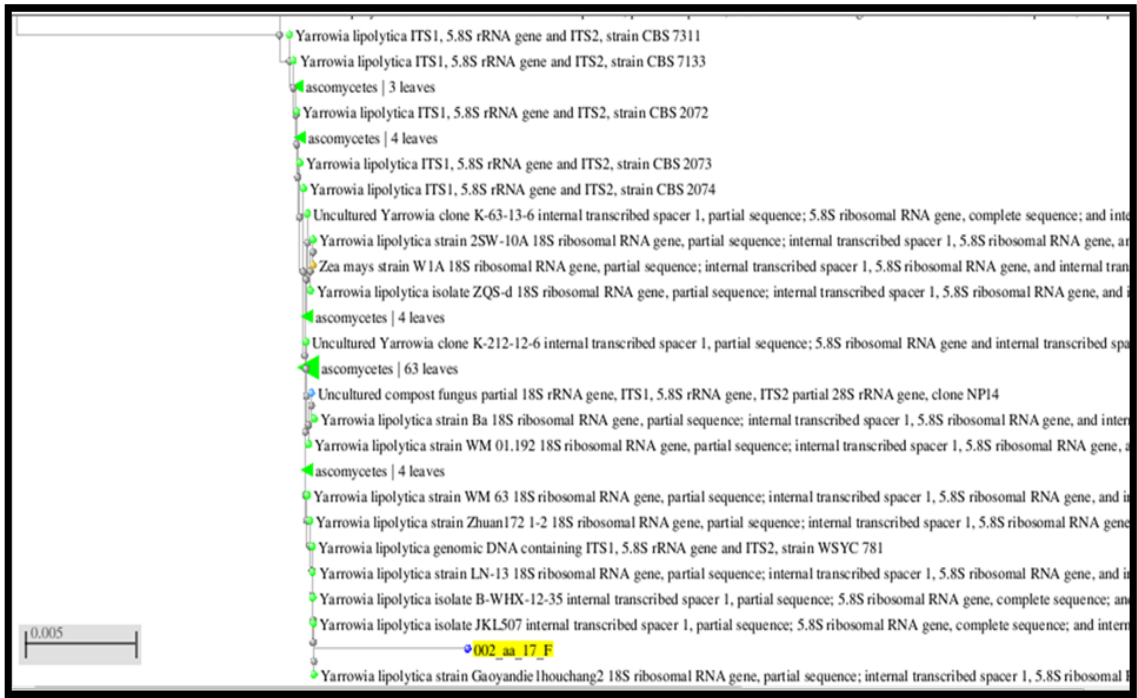 Yarrowia lipolytica ITS1, 5.8S rRNA gene and ITS2, strain CBS 7311
Yarrowia lipolytica ITS1, 5.8S rRNA gene and ITS2, strain CBS 7133
ascomycetes | 3 leaves
Yarrowia lipolytica ITS1, 5.8S rRNA gene and ITS2, strain CBS 2072
ascomycetes | 4 leaves
Yarrowia lipolytica ITS1, 5.8S rRNA gene and ITS2, strain CBS 2073
Yarrowia lipolytica ITS1, 5.8S rRNA gene and ITS2, strain CBS 2074
Uncultured Yarrowia clone K-63-13-6 internal transcribed spacer 1, partial sequence; 5.8S ribosomal RNA gene, complete sequence; and inte
Yarrowia lipolytica strain 2SW-10A 18S ribosomal RNA gene, partial sequence; internal transcribed spacer 1, 5.8S ribosomal RNA gene, ar
Zea mays strain W1A 18S ribosomal RNA gene, partial sequence; internal transcribed spacer 1, 5.8S ribosomal RNA gene, and internal tran
Yarrowia lipolytica isolate ZQS-d 18S ribosomal RNA gene, partial sequence; internal transcribed spacer 1, 5.8S ribosomal RNA gene, and i
ascomycetes | 4 leaves
Uncultured Yarrowia clone K-212-12-6 internal transcribed spacer 1, partial sequence; 5.8S ribosomal RNA gene and internal transcribed spa
ascomycetes | 63 leaves
Uncultured compost fungus partial 18S rRNA gene, ITS1, 5.8S rRNA gene, ITS2 partial 28S rRNA gene, clone NP14
Yarrowia lipolytica strain Ba 18S ribosomal RNA gene, partial sequence; internal transcribed spacer 1, 5.8S ribosomal RNA gene, and inter
Yarrowia lipolytica strain WM 01.192 18S ribosomal RNA gene, partial sequence; internal transcribed spacer 1, 5.8S ribosomal RNA gene, a
ascomycetes | 4 leaves
Yarrowia lipolytica strain WM 63 18S ribosomal RNA gene, partial sequence; internal transcribed spacer 1, 5.8S ribosomal RNA gene, and in
Yarrowia lipolytica strain Zhuan172 1-2 18S ribosomal RNA gene, partial sequence; internal transcribed spacer 1, 5.8S ribosomal RNA gene
Yarrowia lipolytica genomic DNA containing ITS1, 5.8S rRNA gene and ITS2, strain WSYC 781
Yarrowia lipolytica strain LN-13 18S ribosomal RNA gene, partial sequence; internal transcribed spacer 1, 5.8S ribosomal RNA gene, and in
Yarrowia lipolytica isolate B-WHX-12-35 internal transcribed spacer 1, partial sequence; 5.8S ribosomal RNA gene, complete sequence; an
Yarrowia lipolytica isolate JKL507 internal transcribed spacer 1, partial sequence; 5.8S ribosomal RNA gene, complete sequence; and intern
0.005
002_aa_17_F
Yarrowia lipolytica strain Gaoyandie1houchang2 18S ribosomal RNA gene, partial sequence; internal transcribed spacer 1, 5.8S ribosomal